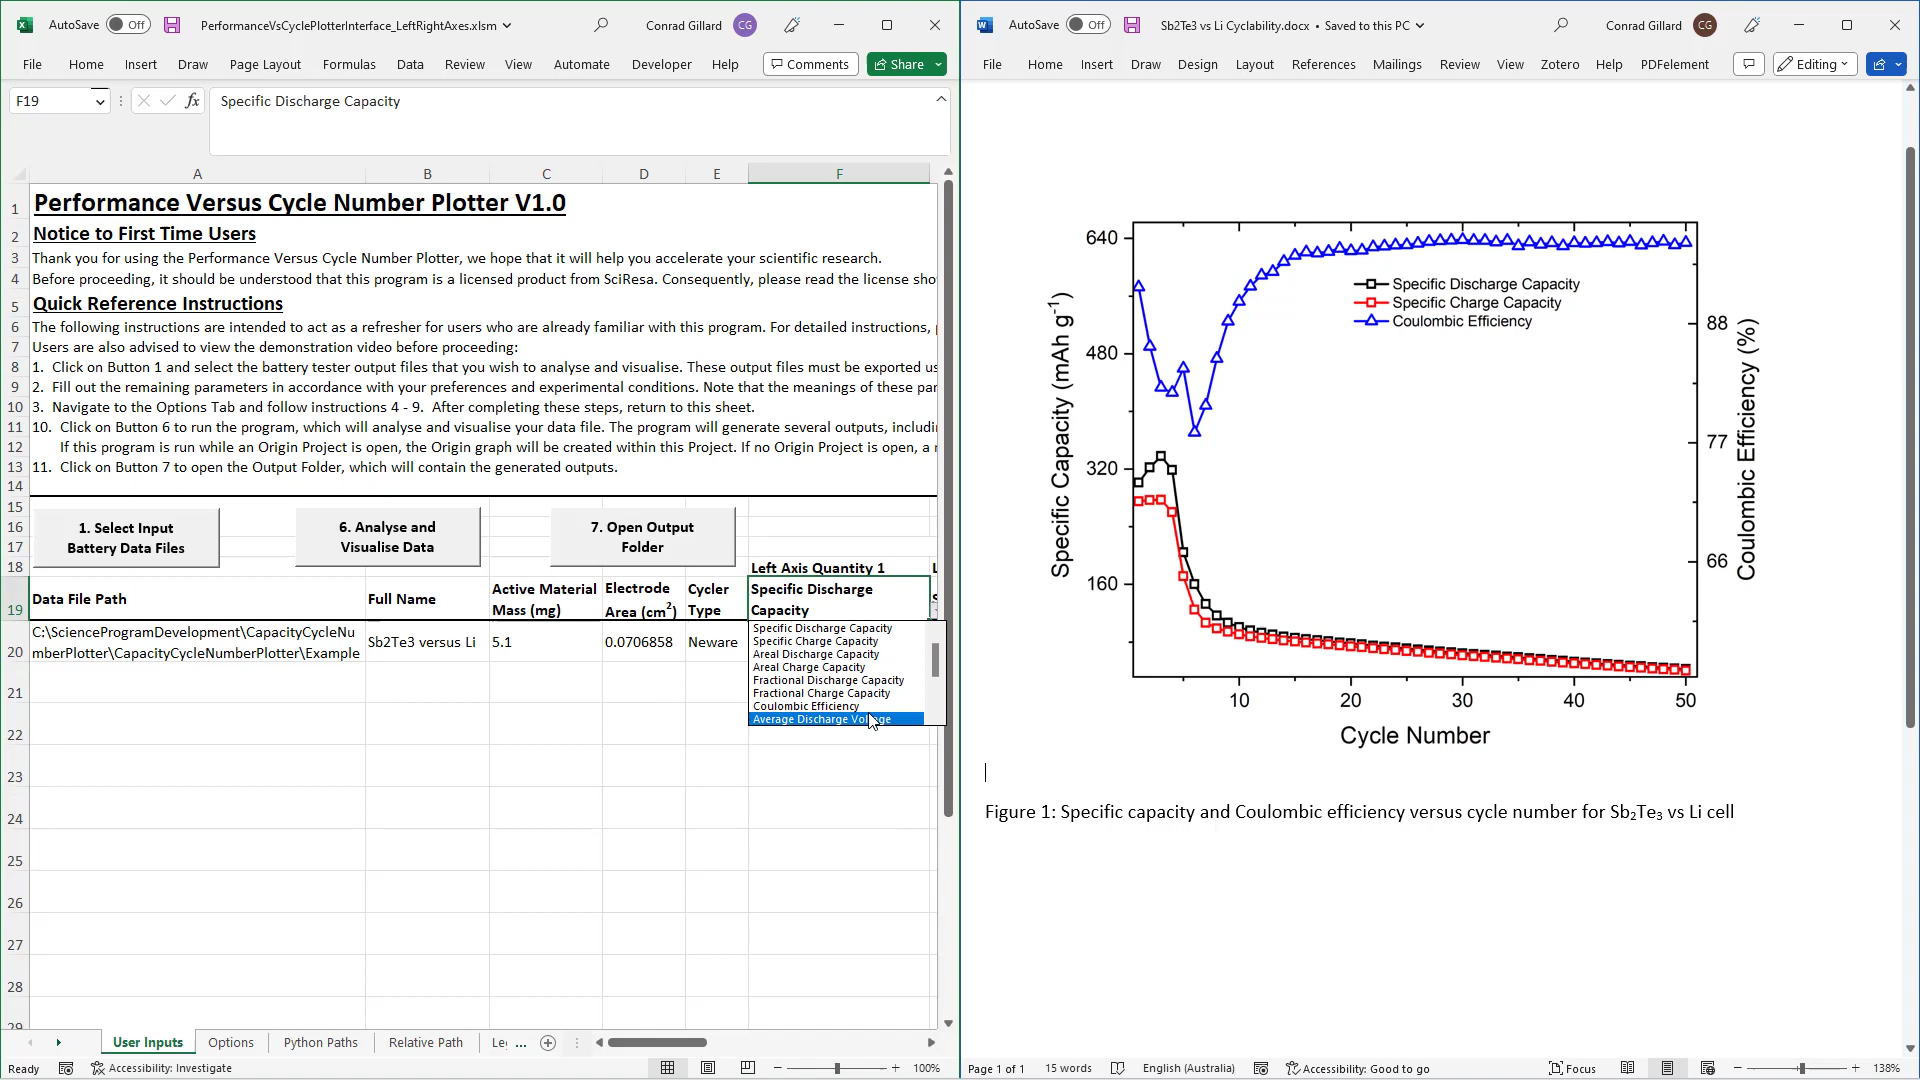 AutoSave Off PerformanceVsCyclePlotterInterface_LeftRightAxes.xlsm Conrad Gillard CG
File Home Insert Draw Page Layout Formulas Data Review View Automate Developer Help Comments Share
F19 fx Specific Discharge Capacity
A B C D E F
1 Performance Versus Cycle Number Plotter V1.0
2 Notice to First Time Users
3 Thank you for using the Performance Versus Cycle Number Plotter, we hope that it will help you accelerate your scientific research.
4 Before proceeding, it should be understood that this program is a licensed product from SciResa. Consequently, please read the license sho
5 Quick Reference Instructions
6 The following instructions are intended to act as a refresher for users who are already familiar with this program. For detailed instructions,
7 Users are also advised to view the demonstration video before proceeding:
8 1. Click on Button 1 and select the battery tester output files that you wish to analyse and visualise. These output files must be exported us
9 2. Fill out the remaining parameters in accordance with your preferences and experimental conditions. Note that the meanings of these par
10 3. Navigate to the Options Tab and follow instructions 4 - 9. After completing these steps, return to this sheet.
11 10. Click on Button 6 to run the program, which will analyse and visualise your data file. The program will generate several outputs, includi
12 If this program is run while an Origin Project is open, the Origin graph will be created within this Project. If no Origin Project is open, a
13 11. Click on Button 7 to open the Output Folder, which will contain the generated outputs.
14
15
16
17
1. Select Input
Battery Data Files
6. Analyse and
Visualise Data
7. Open Output
Folder
18 Left Axis Quantity 1 L
19 Data File Path Full Name Active Material
Mass (mg)
Electrode
Area (cm²)
Cycler
Type
Specific Discharge
Capacity
20 C:\ScienceProgramDevelopment\CapacityCycleNu
mberPlotter\CapacityCycleNumberPlotter\Example
Sb2Te3 versus Li 5.1 0.0706858 Neware
Specific Discharge Capacity
Specific Charge Capacity
Areal Discharge Capacity
Areal Charge Capacity
Fractional Discharge Capacity
Fractional Charge Capacity
Coulombic Efficiency
Average Discharge Voltage
21
22
23
24
25
26
27
28
29
User Inputs Options Python Paths Relative Path Le ...
Ready Accessibility: Investigate 100%
AutoSave Off Sb2Te3 vs Li Cyclability.docx • Saved to this PC Conrad Gillard CG
File Home Insert Draw Design Layout References Mailings Review View Zotero Help PDFelement Editing
Specific Capacity (mAh g⁻¹)
640
480
320
160
Specific Discharge Capacity
Specific Charge Capacity
Coulombic Efficiency
88
77
66
Coulombic Efficiency (%)
10 20 30 40 50
Cycle Number
Figure 1: Specific capacity and Coulombic efficiency versus cycle number for Sb₂Te₃ vs Li cell
Page 1 of 1 15 words English (Australia) Accessibility: Good to go Focus 138%